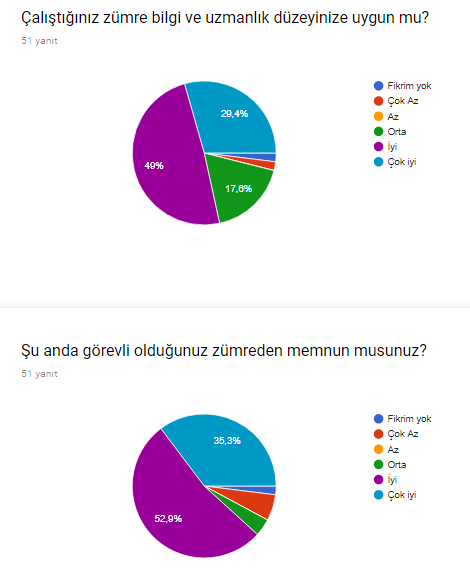 Çalıştığınız zümre bilgi ve uzmanlık düzeyinize uygun mu?
51 yanıt
Fikrim yok
Çok Az
Az
Orta
İyi
Çok iyi
29,4%
49%
17,6%
Şu anda görevli olduğunuz zümreden memnun musunuz?
51 yanıt
Fikrim yok
Çok Az
Az
Orta
İyi
Çok iyi
35,3%
52,9%